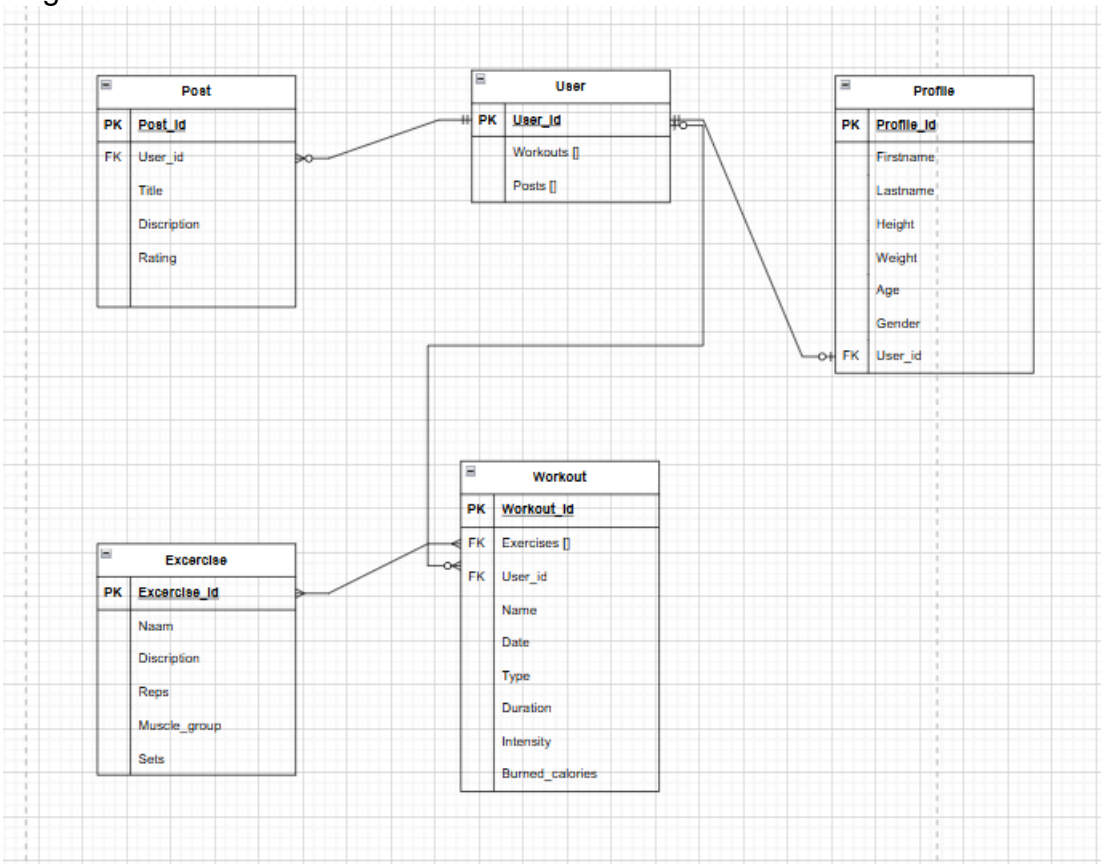 Post
PK Post_id
FK User_id
Title
Discription
Rating
User
PK User_id
Workouts []
Posts []
Profile
PK Profile_id
Firstname
Lastname
Height
Weight
Age
Gender
FK User_id
Workout
PK Workout_id
FK Exercises []
FK User_id
Name
Date
Type
Duration
Intensity
Burned_calories
Excercise
PK Excercise_id
Naam
Discription
Reps
Muscle_group
Sets